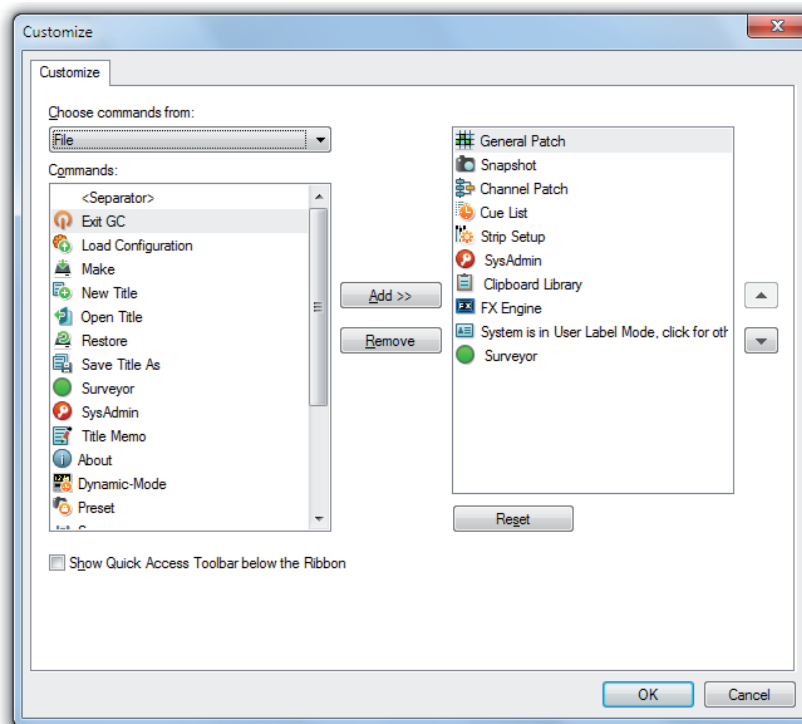 Customize
Customize
Choose commands from:
File
Commands:
<Separator>
Exit GC
Load Configuration
Make
New Title
Open Title
Restore
Save Title As
Surveyor
SysAdmin
Title Memo
About
Dynamic-Mode
Preset
Add >>
Remove
General Patch
Snapshot
Channel Patch
Cue List
Strip Setup
SysAdmin
Clipboard Library
FX
FX Engine
System is in User Label Mode, click for oth
Surveyor
Reset
Show Quick Access Toolbar below the Ribbon
OK
Cancel